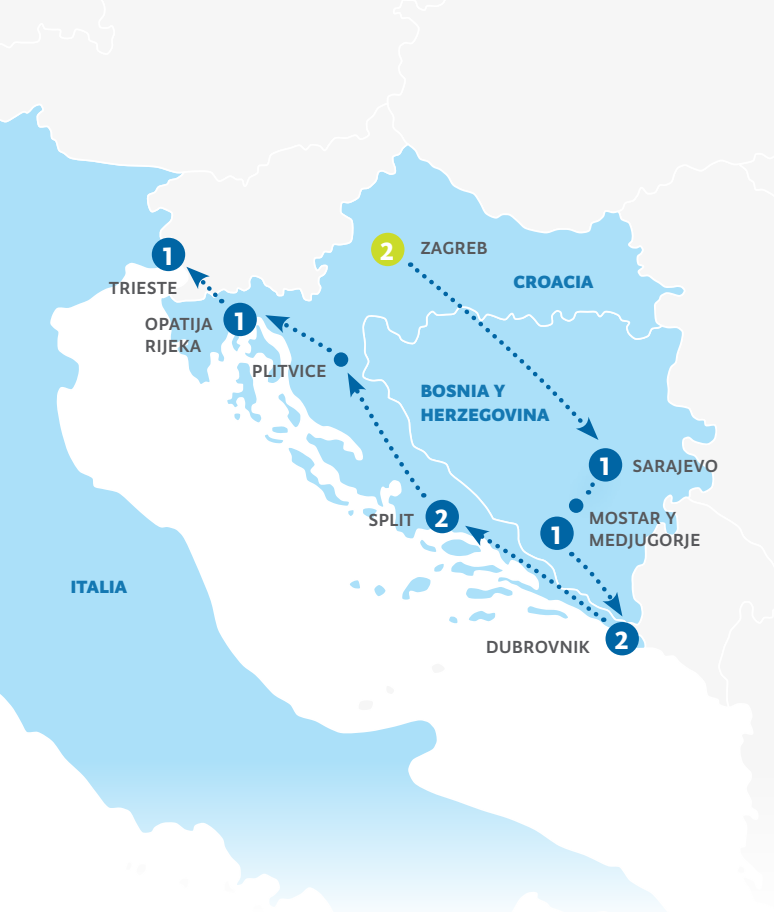 2
ZAGREB
1
TRIESTE
CROACIA
OPATIJA
RIJEKA
1
PLITVICE
BOSNIA Y
HERZEGOVINA
1
SARAJEVO
SPLIT
2
1
MOSTAR Y
MEDJUGORJE
ITALIA
DUBROVNIK
2